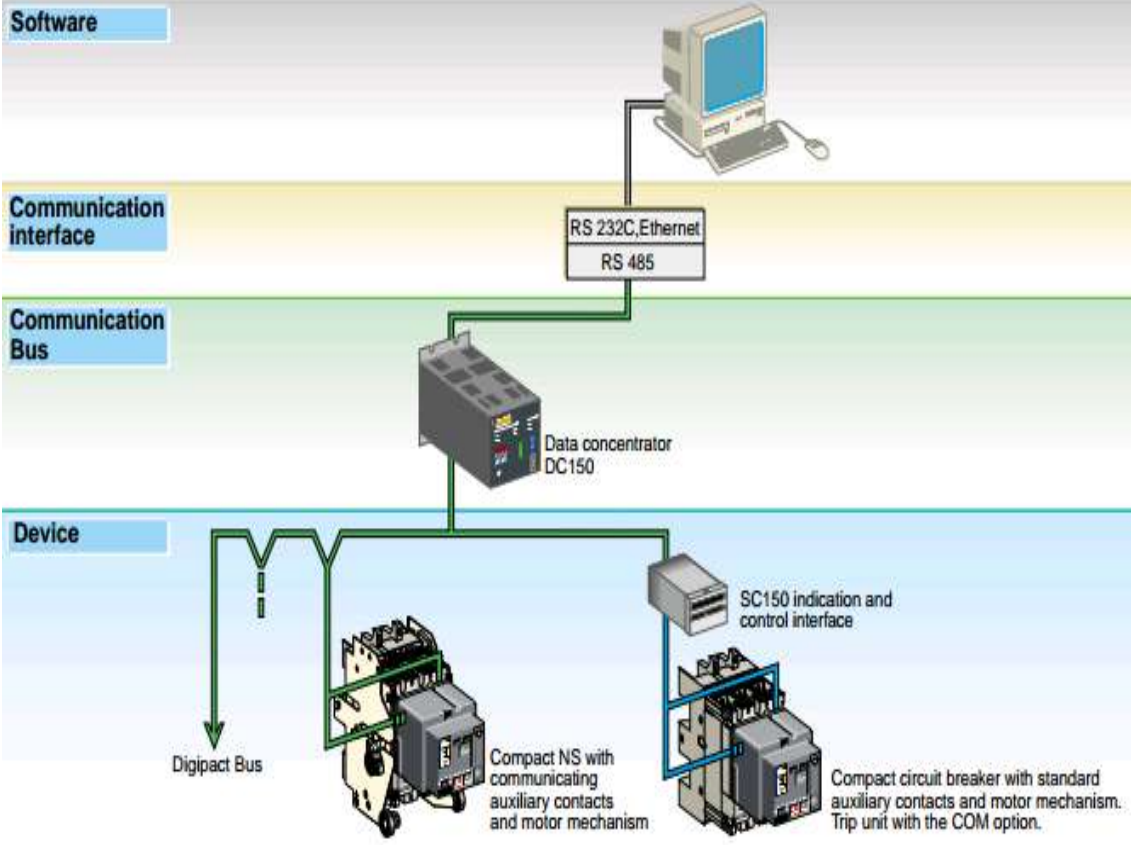 Software
Communication
interface
RS 232C,Ethernet
RS 485
Communication
Bus
Data concentrator
DC150
Device
SC150 indication and
control interface
Digipact Bus
Compact NS with
communicating
auxiliary contacts
and motor mechanism
Compact circuit breaker with standard
auxiliary contacts and motor mechanism.
Trip unit with the COM option.